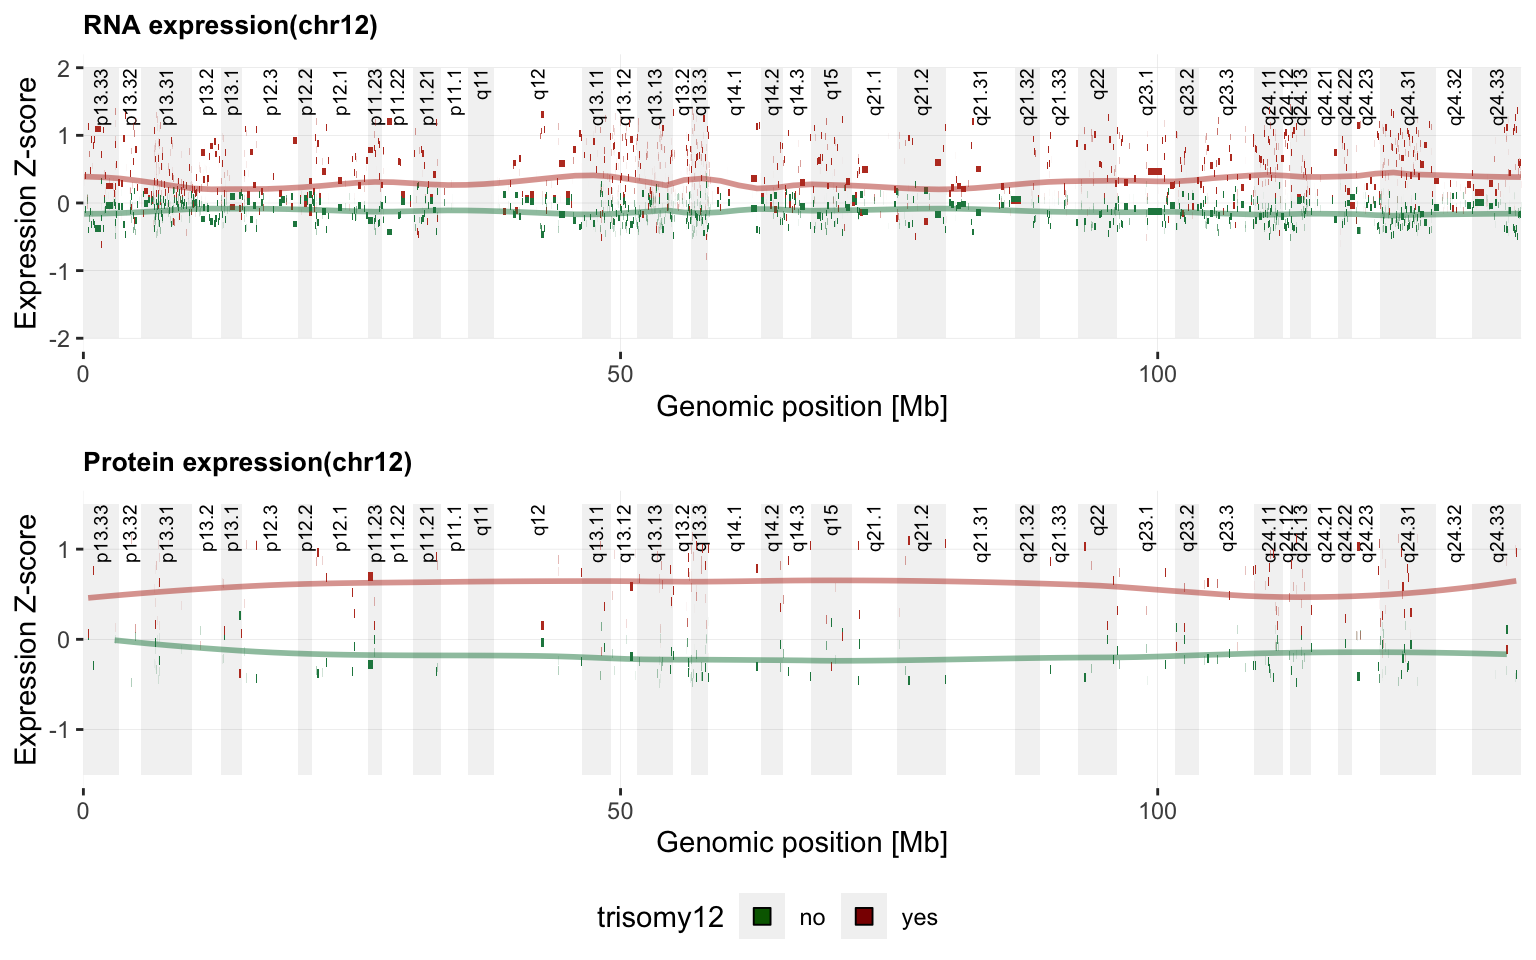 RNA expression(chr12)
Expression Z-score
2
1
0
-1
-2
p13.33 p13.32 p13.31 p13.2 p13.1 p12.3 p12.2 p12.1 p11.23 p11.22 p11.21 p11.1 q11 q12 q13.11 q13.12 q13.13 q13.2 q13.3 q14.1 q14.2 q14.3 q15 q21.1 q21.2 q21.31 q21.32 q21.33 q22 q23.1 q23.2 q23.3 q24.11 q24.12 q24.13 q24.21 q24.22 q24.23 q24.31 q24.32 q24.33
0 50 100
Genomic position [Mb]
Protein expression(chr12)
Expression Z-score
1
0
-1
p13.33 p13.32 p13.31 p13.2 p13.1 p12.3 p12.2 p12.1 p11.23 p11.22 p11.21 p11.1 q11 q12 q13.11 q13.12 q13.13 q13.2 q13.3 q14.1 q14.2 q14.3 q15 q21.1 q21.2 q21.31 q21.32 q21.33 q22 q23.1 q23.2 q23.3 q24.11 q24.12 q24.13 q24.21 q24.22 q24.23 q24.31 q24.32 q24.33
0 50 100
Genomic position [Mb]
trisomy12 no yes